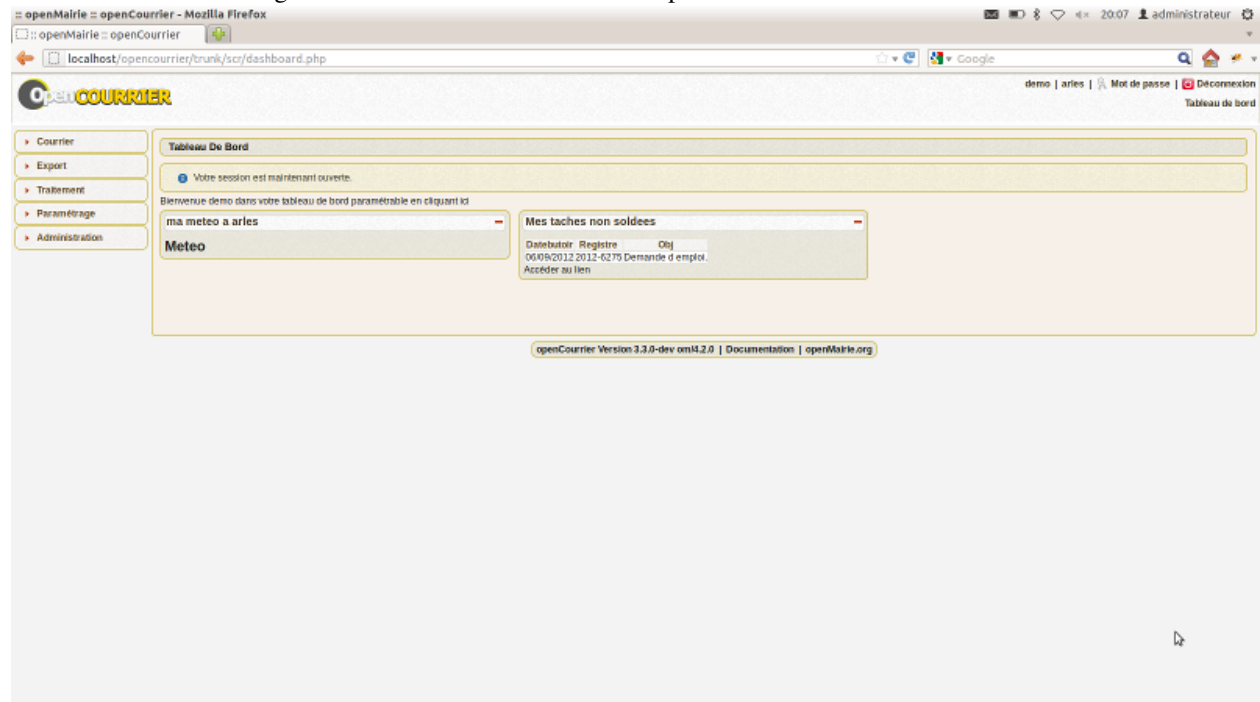 :: openMairie :: openCourrier - Mozilla Firefox
20:07 administrateur
:: openMairie :: openCourrier
localhost/opencourrier/trunk/scr/dashboard.php
Google
OpenCOURRIER
demo | arles | Mot de passe | Déconnexion
Tableau de bord
Courrier
Export
Traitement
Paramétrage
Administration
Tableau De Bord
Votre session est maintenant ouverte.
Bienvenue demo dans votre tableau de bord paramétrable en cliquant ici
ma meteo a arles
Meteo
Mes taches non soldees
Datebutoir Registre Obj
06/09/2012 2012-6275 Demande d emploi.
Accéder au lien
openCourrier Version 3.3.0-dev om/4.2.0 | Documentation | openMairie.org